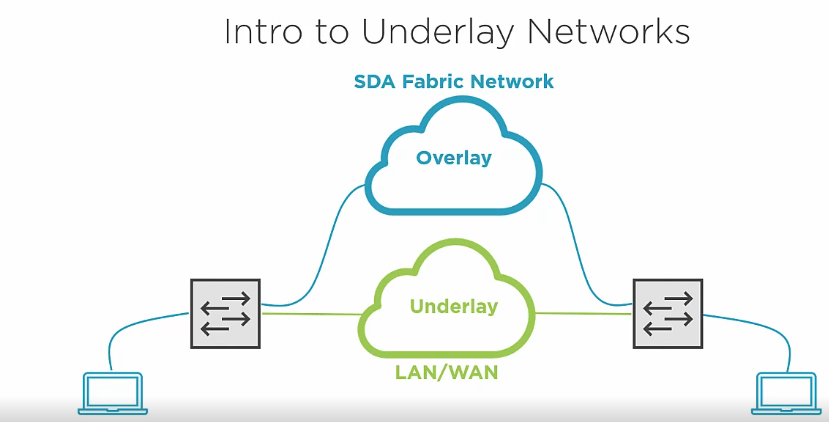 Intro to Underlay Networks
SDA Fabric Network
Overlay
Underlay
LAN/WAN